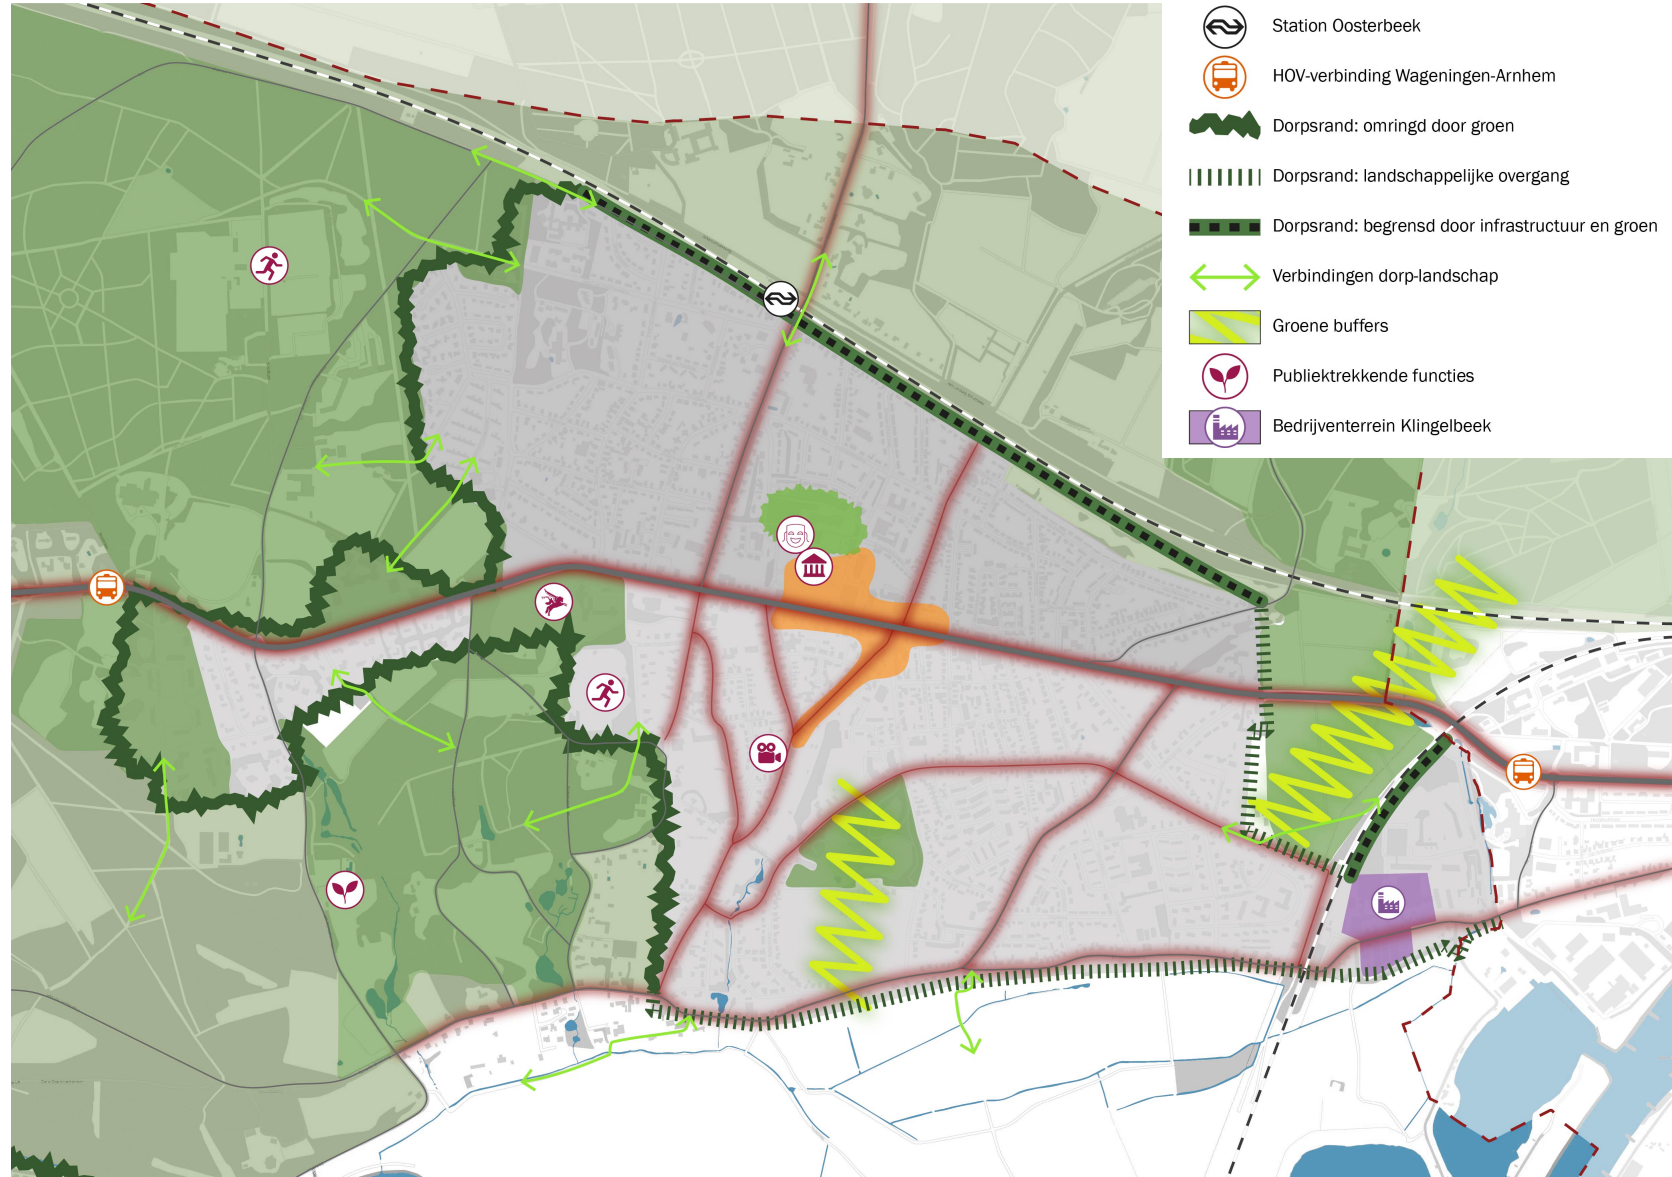 Station Oosterbeek
HOV-verbinding Wageningen-Arnhem
Dorpsrand: omringd door groen
Dorpsrand: landschappelijke overgang
Dorpsrand: begrensd door infrastructuur en groen
Verbindingen dorp-landschap
Groene buffers
Publiektrekkende functies
Bedrijventerrein Klingelbeek